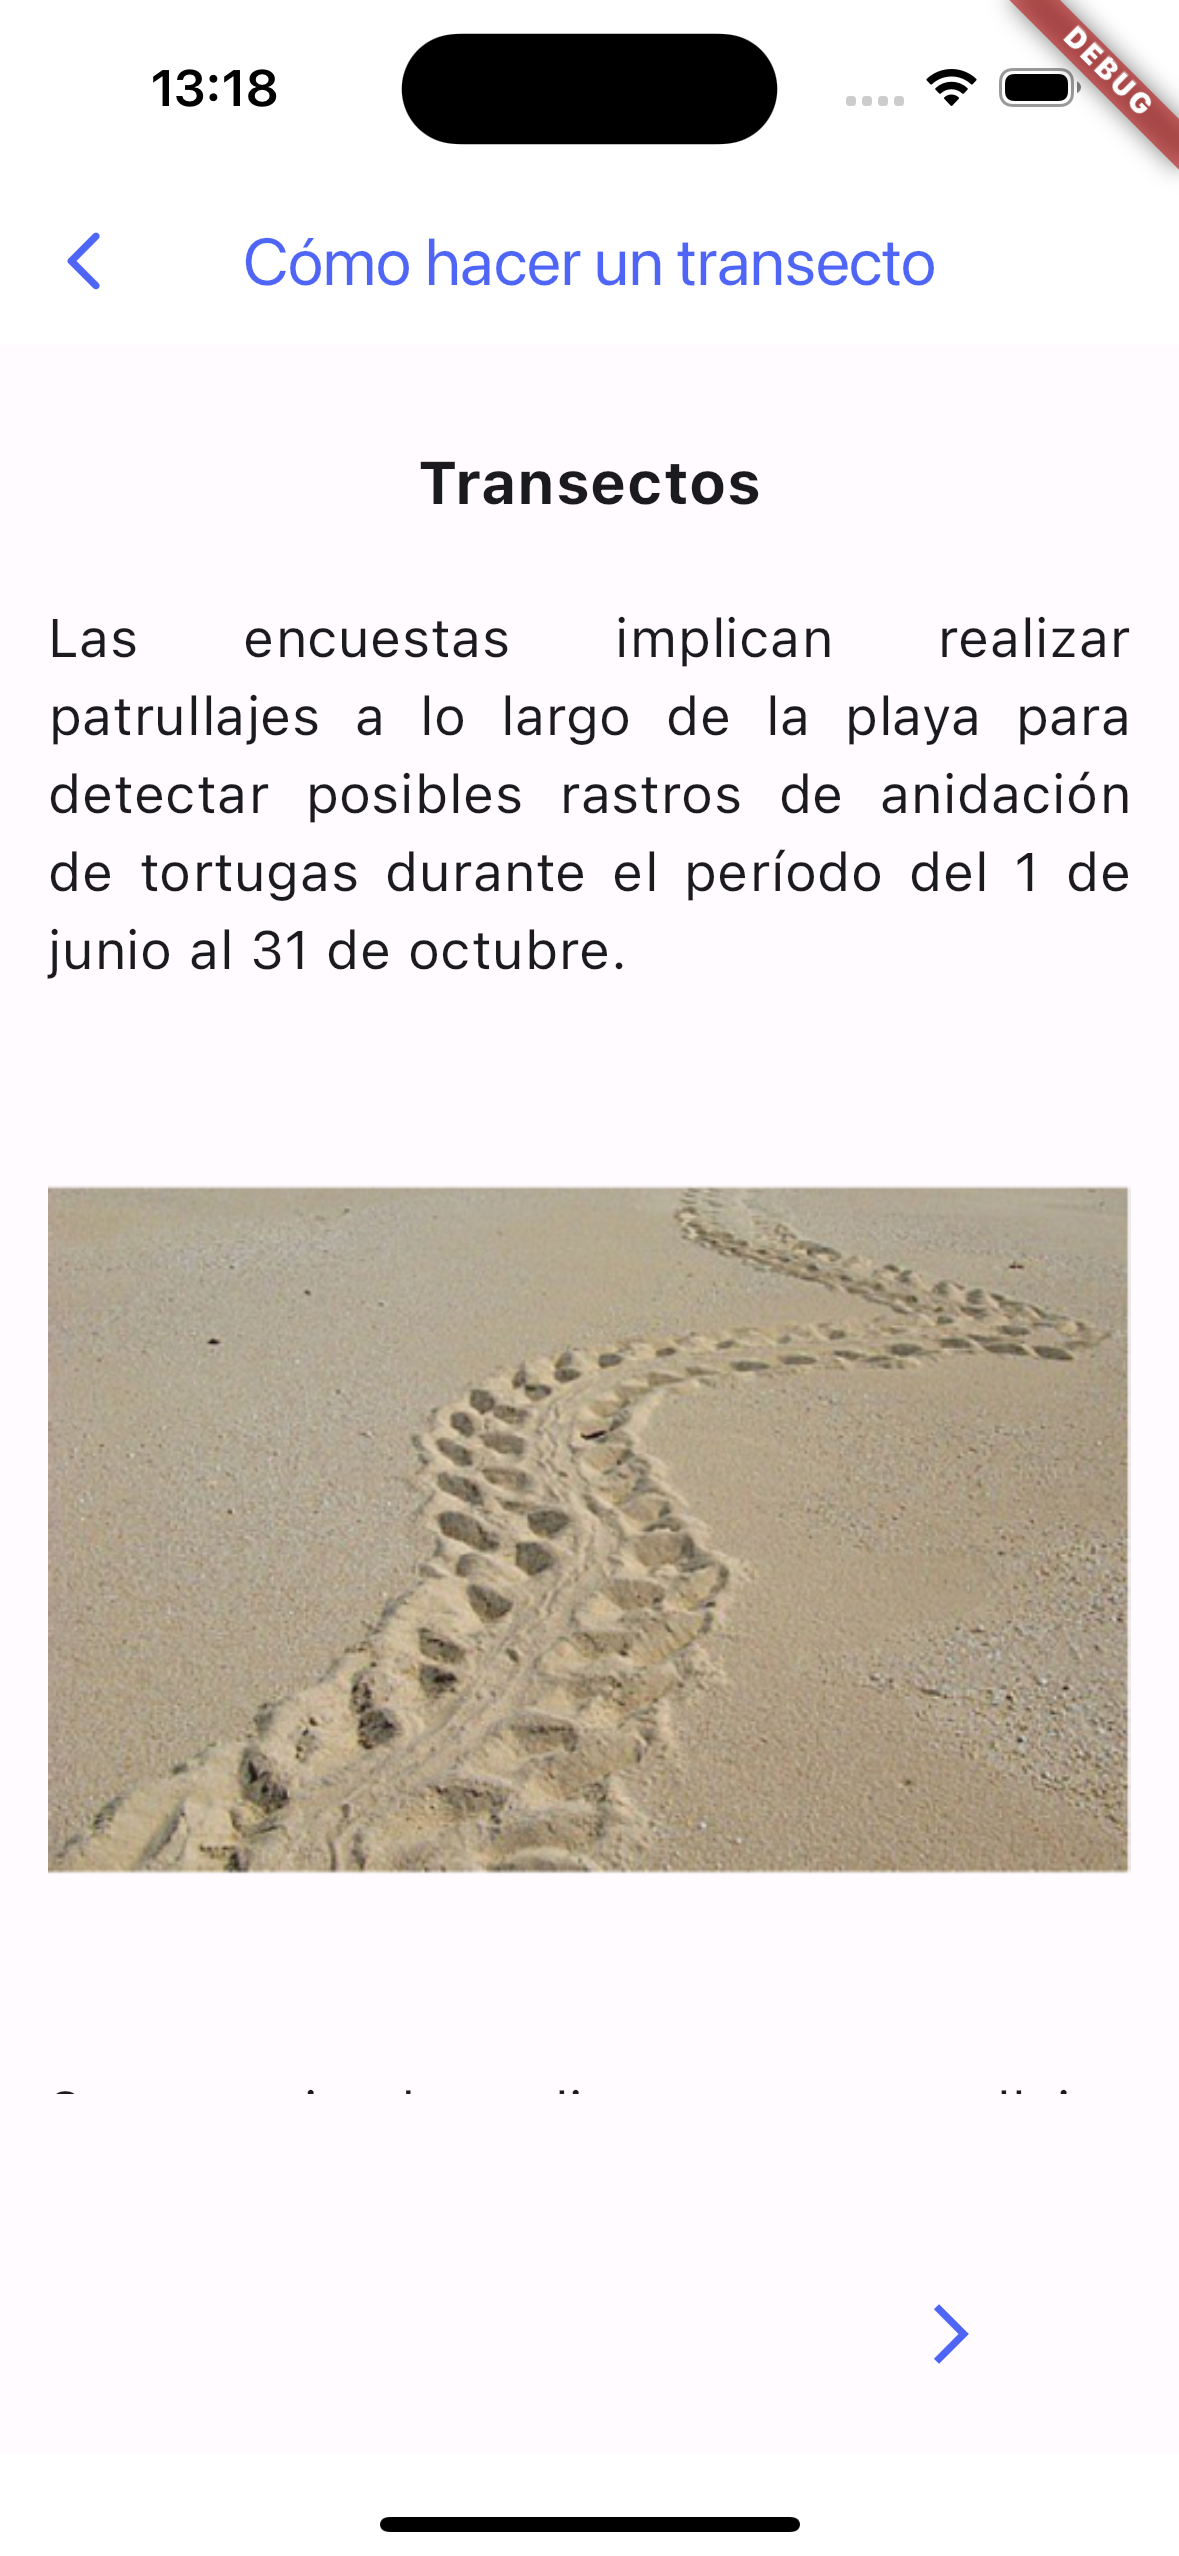 13:18
DEBUG
Cómo hacer un transecto
Transectos
Las encuestas implican realizar
patrullajes a lo largo de la playa para
detectar posibles rastros de anidación
de tortugas durante el período del 1 de
junio al 31 de octubre.